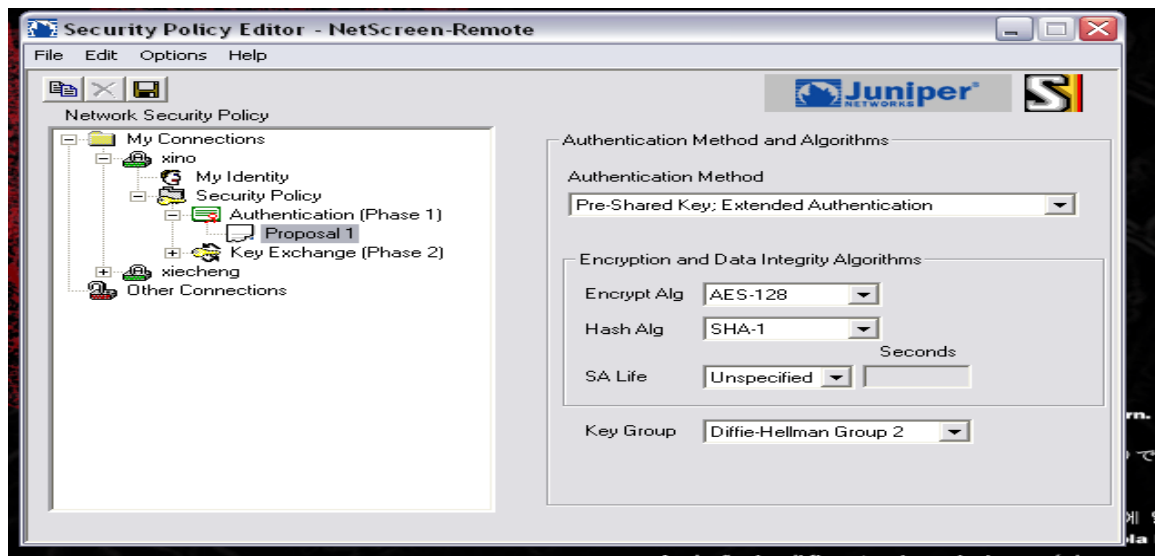 Security Policy Editor - NetScreen-Remote
File Edit Options Help
Juniper
NETWORKS
Network Security Policy
My Connections
xino
My Identity
Security Policy
Authentication (Phase 1)
Proposal 1
Key Exchange (Phase 2)
xiecheng
Other Connections
Authentication Method and Algorithms
Authentication Method
Pre-Shared Key; Extended Authentication
Encryption and Data Integrity Algorithms
Encrypt Alg AES-128
Hash Alg SHA-1
Seconds
SA Life Unspecified
Key Group Diffie-Hellman Group 2
rn.
で
에